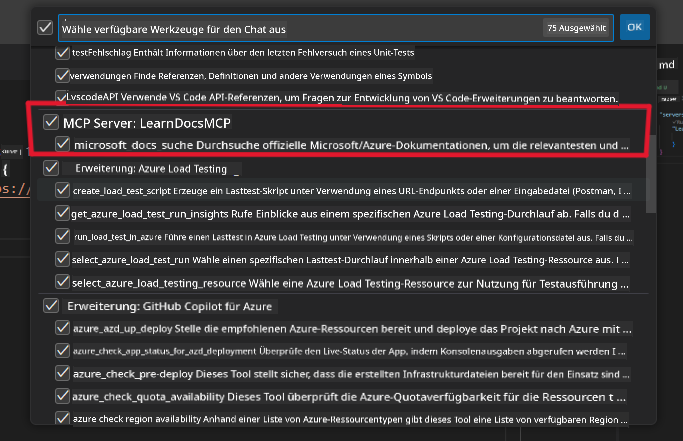 Wähle verfügbare Werkzeuge für den Chat aus
75 Ausgewählt
OK
testFehlschlag Enthält Informationen über den letzten Fehlversuch eines Unit-Tests
verwendungen Finde Referenzen, Definitionen und andere Verwendungen eines Symbols
vscodeAPI Verwende VS Code API-Referenzen, um Fragen zur Entwicklung von VS Code-Erweiterungen zu beantworten.
MCP Server: LearnDocsMCP
microsoft_docs_suche Durchsuche offizielle Microsoft/Azure-Dokumentationen, um die relevantesten und ...
Erweiterung: Azure Load Testing _
create_load_test_script Erzeuge ein Lasttest-Skript unter Verwendung eines URL-Endpunkts oder einer Eingabedatei (Postman, I ...
get_azure_load_test_run_insights Rufe Einblicke aus einem spezifischen Azure Load Testing-Durchlauf ab. Falls du d ...
run_load_test_in_azure Führe einen Lasttest in Azure Load Testing unter Verwendung eines Skripts oder einer Konfigurationsdatei aus. Falls du ...
select_azure_load_test_run Wähle einen spezifischen Lasttest-Durchlauf innerhalb einer Azure Load Testing-Ressource aus. I ...
select_azure_load_testing_resource Wähle eine Azure Load Testing-Ressource zur Nutzung für Testausführung ...
Erweiterung: GitHub Copilot für Azure
azure_azd_up_deploy Stelle die empfohlenen Azure-Ressourcen bereit und deploye das Projekt nach Azure mit ...
azure_check_app_status_for_azd_deployment Überprüfe den Live-Status der App, indem Konsolenausgaben abgerufen werden I ...
azure_check_pre-deploy Dieses Tool stellt sicher, dass die erstellten Infrastrukturdateien bereit für den Einsatz sind ...
azure_check_quota_availability Dieses Tool überprüft die Azure-Quotaverfügbarkeit für die Ressourcen t ...
azure check region availability Anhand einer Liste von Azure-Ressourcentypen gibt dieses Tool eine Liste von verfügbaren Region ...
md
{